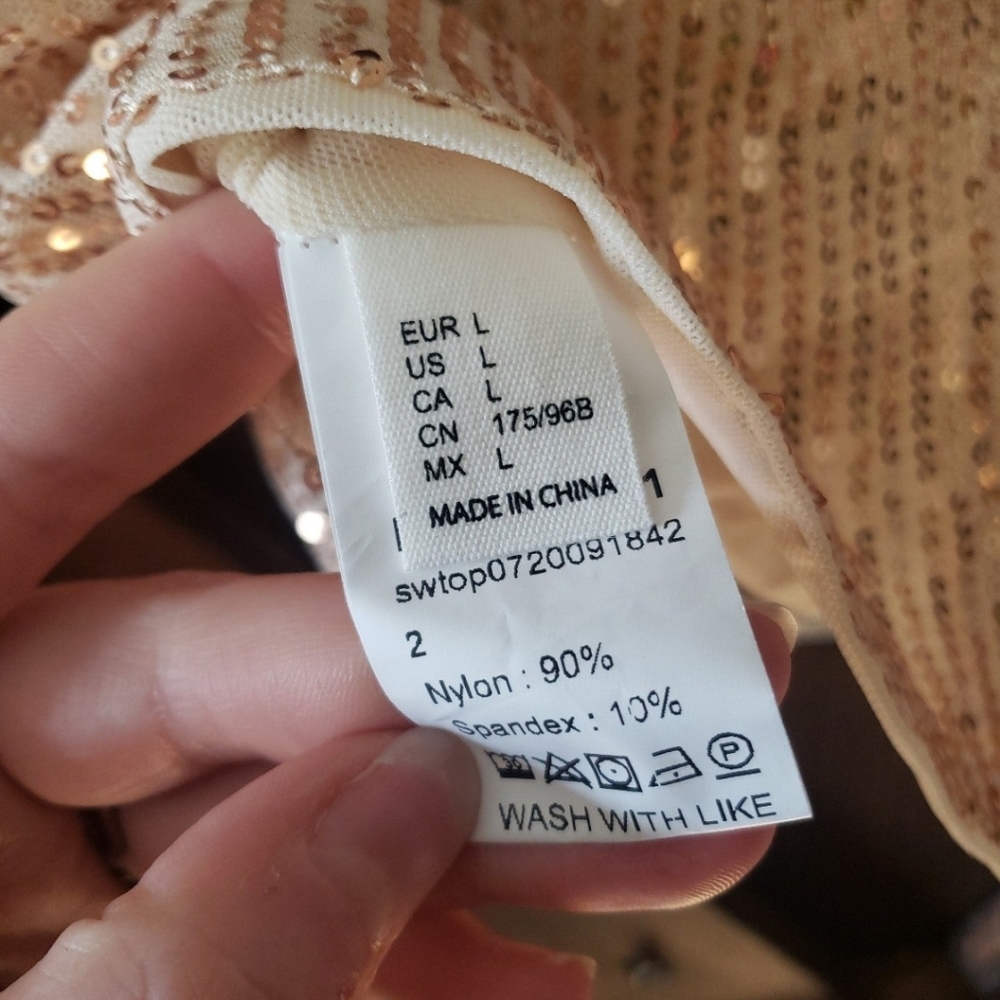 EUR L
US L
CA L
CN 175/96B
MX L
MADE IN CHINA
1
swtop0720091842
2
Nylon : 90%
Spandex : 10%
30
P
WASH WITH LIKE